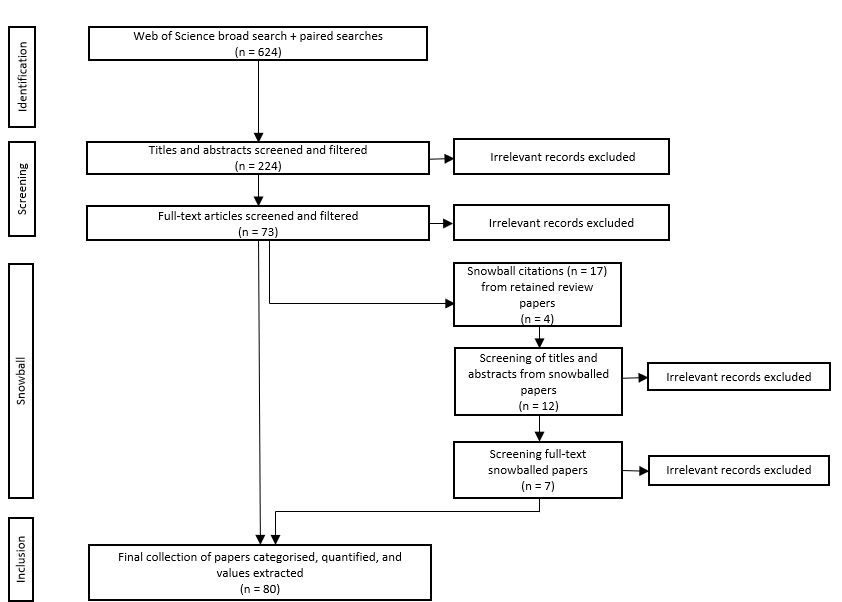 Identification
Web of Science broad search + paired searches
(n = 624)
Screening
Titles and abstracts screened and filtered
(n = 224)
Irrelevant records excluded
Full-text articles screened and filtered
(n = 73)
Irrelevant records excluded
Snowball
Snowball citations (n = 17)
from retained review
papers
(n = 4)
Screening of titles and
abstracts from snowballed
papers
(n = 12)
Irrelevant records excluded
Screening full-text
snowballed papers
(n = 7)
Irrelevant records excluded
Inclusion
Final collection of papers categorised, quantified, and
values extracted
(n = 80)